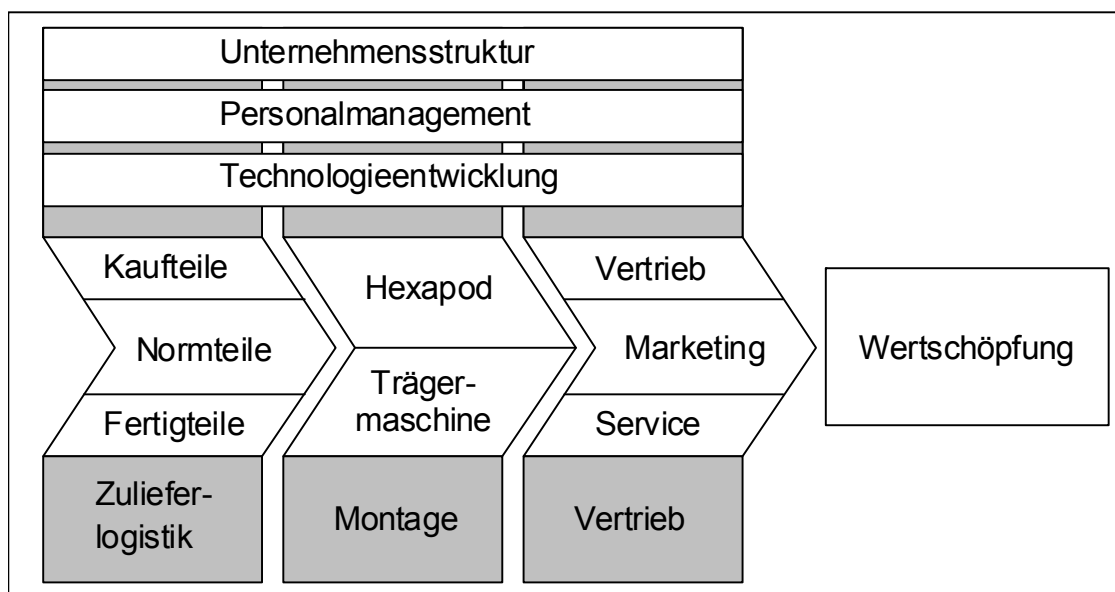 Unternehmensstruktur
Personalmanagement
Technologieentwicklung
Kaufteile
Normteile
Fertigteile
Zuliefer-
logistik
Hexapod
Träger-
maschine
Montage
Vertrieb
Marketing
Service
Vertrieb
Wertschöpfung